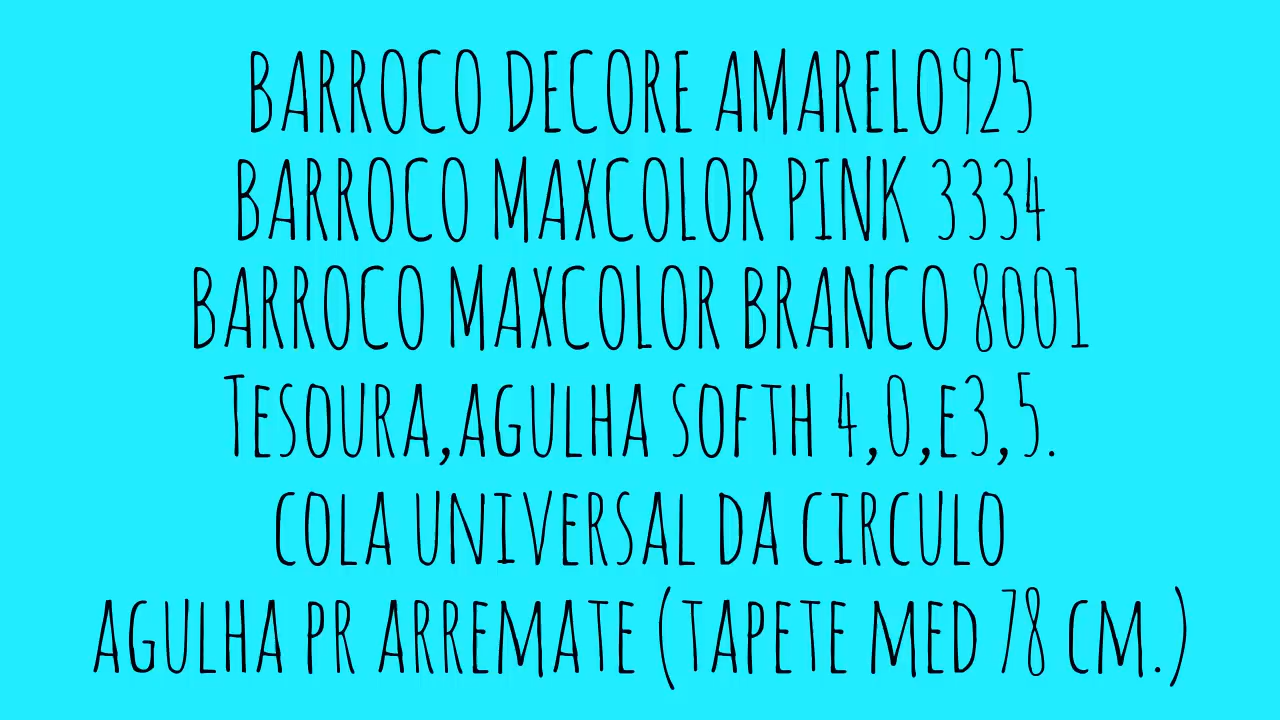 BARROCO DECORE AMARELO925
BARROCO MAXCOLOR PINK 3334
BARROCO MAXCOLOR BRANCO 8001
TESOURA,AGULHA SOFTH 4,0,E3,5.
COLA UNIVERSAL DA CIRCULO
AGULHA PR ARREMATE (TAPETE MED 78 CM.)